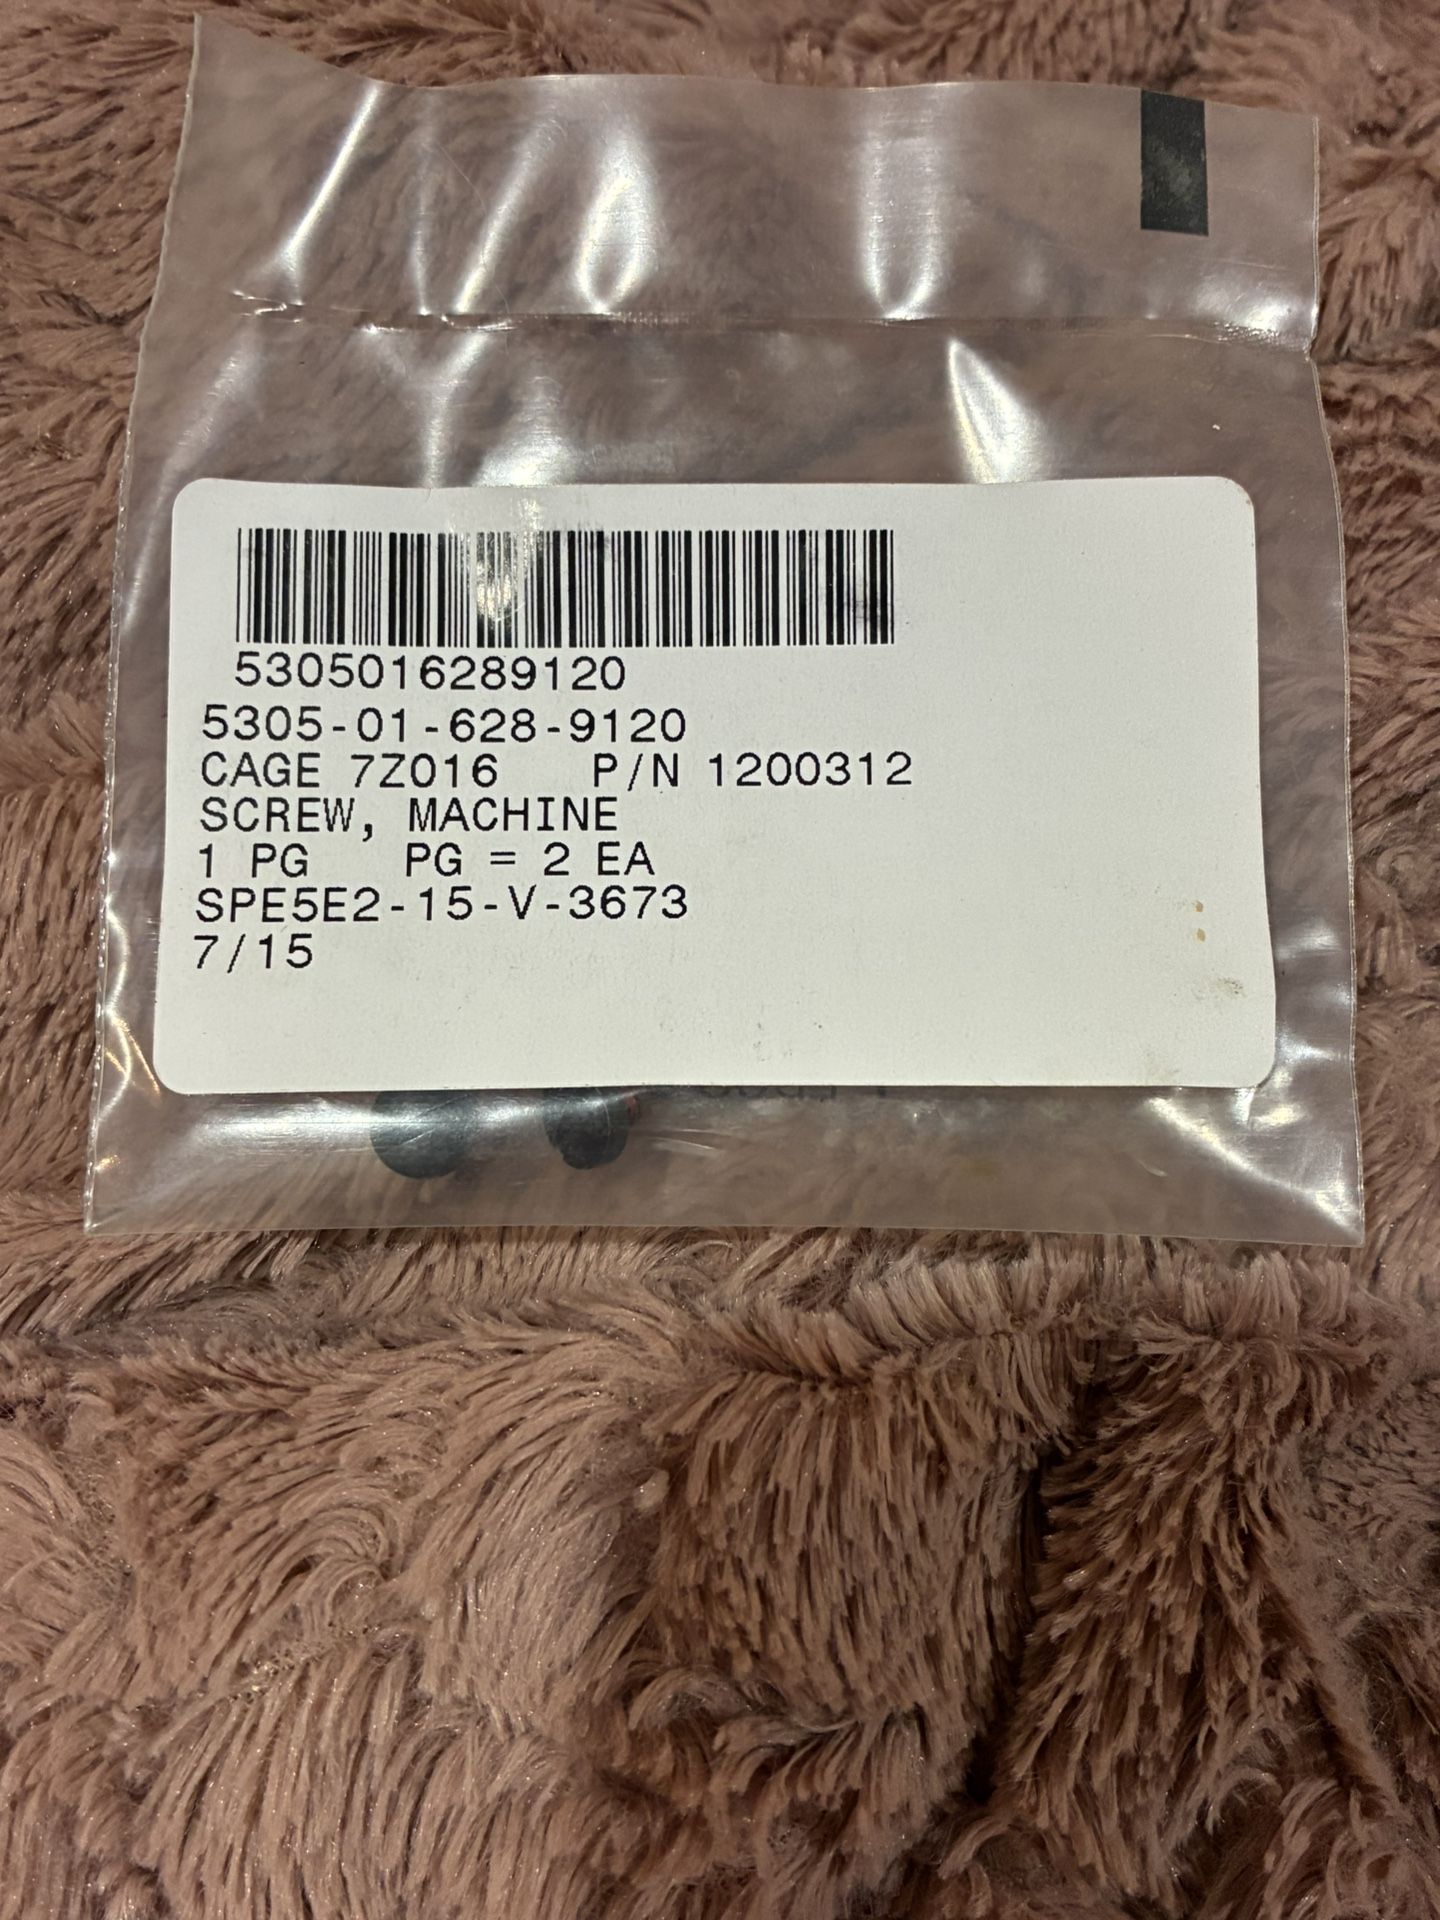 5305016289120
5305-01-628-9120
CAGE 7Z016 P/N 1200312
SCREW, MACHINE
1 PG PG = 2 EA
SPE5E2-15-V-3673
7/15